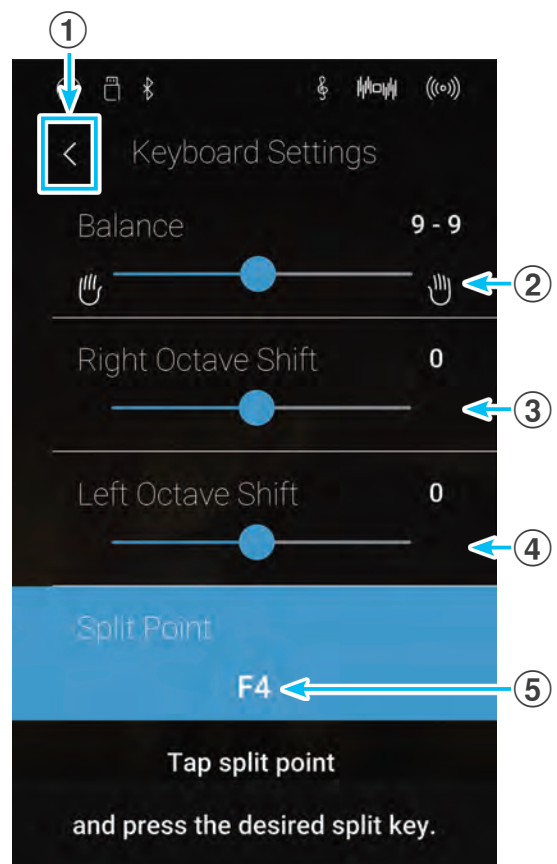 ①
Keyboard Settings
Balance 9 - 9
②
Right Octave Shift 0
③
Left Octave Shift 0
④
Split Point
F4 ⑤
Tap split point
and press the desired split key.